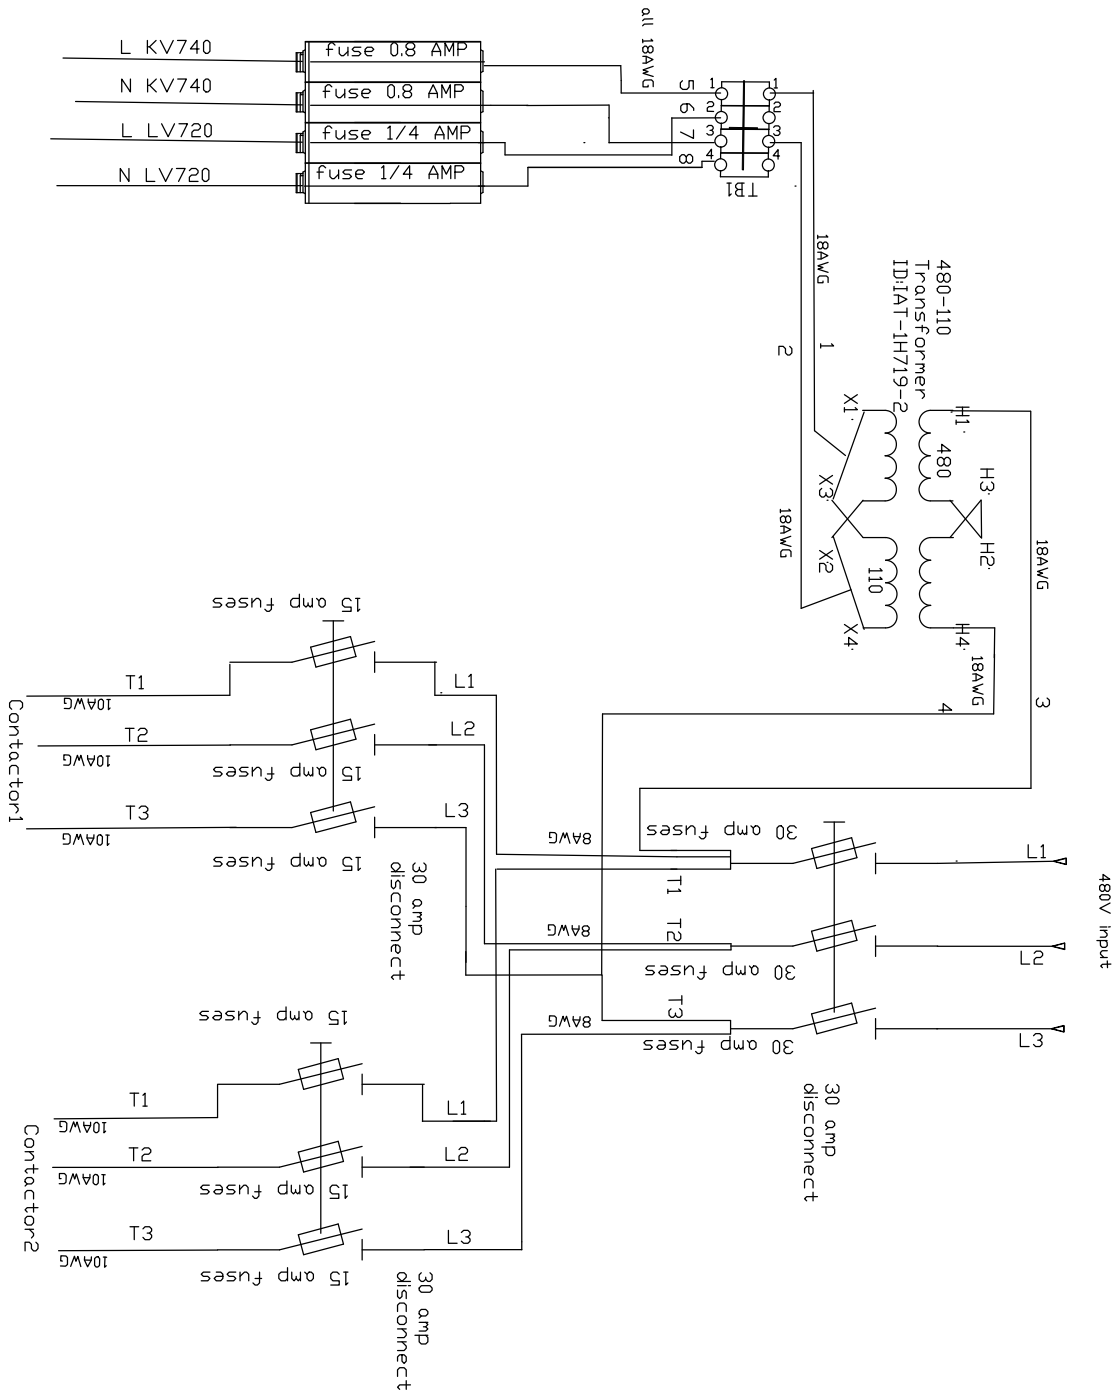 all 18AWG
L KV740
fuse 0.8 AMP
N KV740
fuse 0.8 AMP
L LV720
fuse 1/4 AMP
N LV720
fuse 1/4 AMP
5
6
7
8
1
2
3
4
1
2
3
4
TB1
18AWG
1
2
480-110
Transformer
ID:IAT-1H719-2
X1.
X3.
X2
X4.
110
480
H1.
H3.
H2.
H4.
18AWG
18AWG
18AWG
4
3
15 amp fuses
T1
10AWG
L1
T2
10AWG
L2
15 amp fuses
T3
10AWG
L3
15 amp fuses
Contactor1
30 amp
disconnect
8AWG
30 amp fuses
T1
L1
8AWG
T2
30 amp fuses
L2
8AWG
T3
30 amp fuses
L3
480V input
30 amp
disconnect
15 amp fuses
T1
10AWG
L1
T2
10AWG
L2
15 amp fuses
T3
10AWG
L3
15 amp fuses
Contactor2
30 amp
disconnect